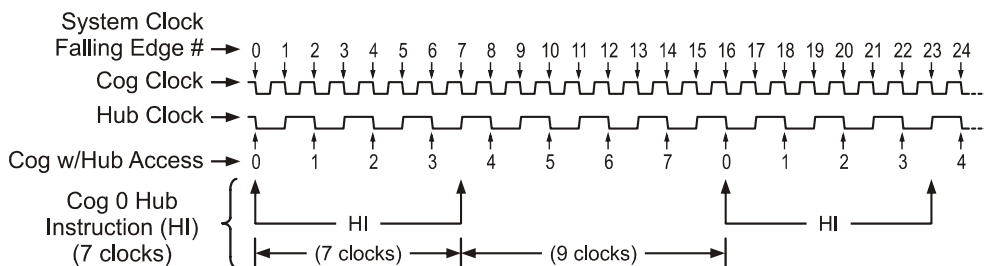 System Clock
Falling Edge # 0 1 2 3 4 5 6 7 8 9 10 11 12 13 14 15 16 17 18 19 20 21 22 23 24
Cog Clock
Hub Clock
Cog w/Hub Access 0 1 2 3 4 5 6 7 0 1 2 3 4
Cog 0 Hub
Instruction (HI)
(7 clocks)
HI HI
(7 clocks) (9 clocks)